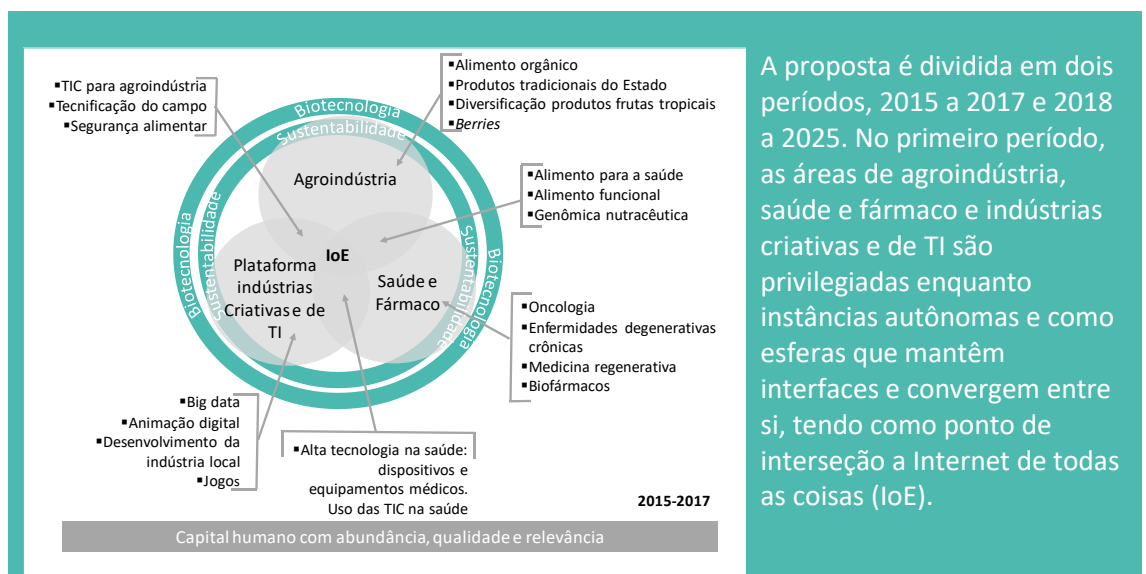 ▪TIC para agroindústria
▪Tecnificação do campo
▪Segurança alimentar
▪Alimento orgânico
▪Produtos tradicionais do Estado
▪Diversificação produtos frutas tropicais
▪Berries
Biotecnologia
Sustentabilidade
Biotecnologia
Sustentabilidade
Sustentabilidade
Biotecnologia
Agroindústria
▪Alimento para a saúde
▪Alimento funcional
▪Genômica nutracêutica
IoE
Plataforma
indústrias
Criativas e de
TI
Saúde e
Fármaco
▪Oncologia
▪Enfermidades degenerativas
crônicas
▪Medicina regenerativa
▪Biofármacos
▪Big data
▪Animação digital
▪Desenvolvimento da
indústria local
▪Jogos
▪Alta tecnologia na saúde:
dispositivos e
equipamentos médicos.
Uso das TIC na saúde
2015-2017
Capital humano com abundância, qualidade e relevância
A proposta é dividida em dois
períodos, 2015 a 2017 e 2018
a 2025. No primeiro período,
as áreas de agroindústria,
saúde e fármaco e indústrias
criativas e de TI são
privilegiadas enquanto
instâncias autônomas e como
esferas que mantêm
interfaces e convergem entre
si, tendo como ponto de
interseção a Internet de todas
as coisas (IoE).